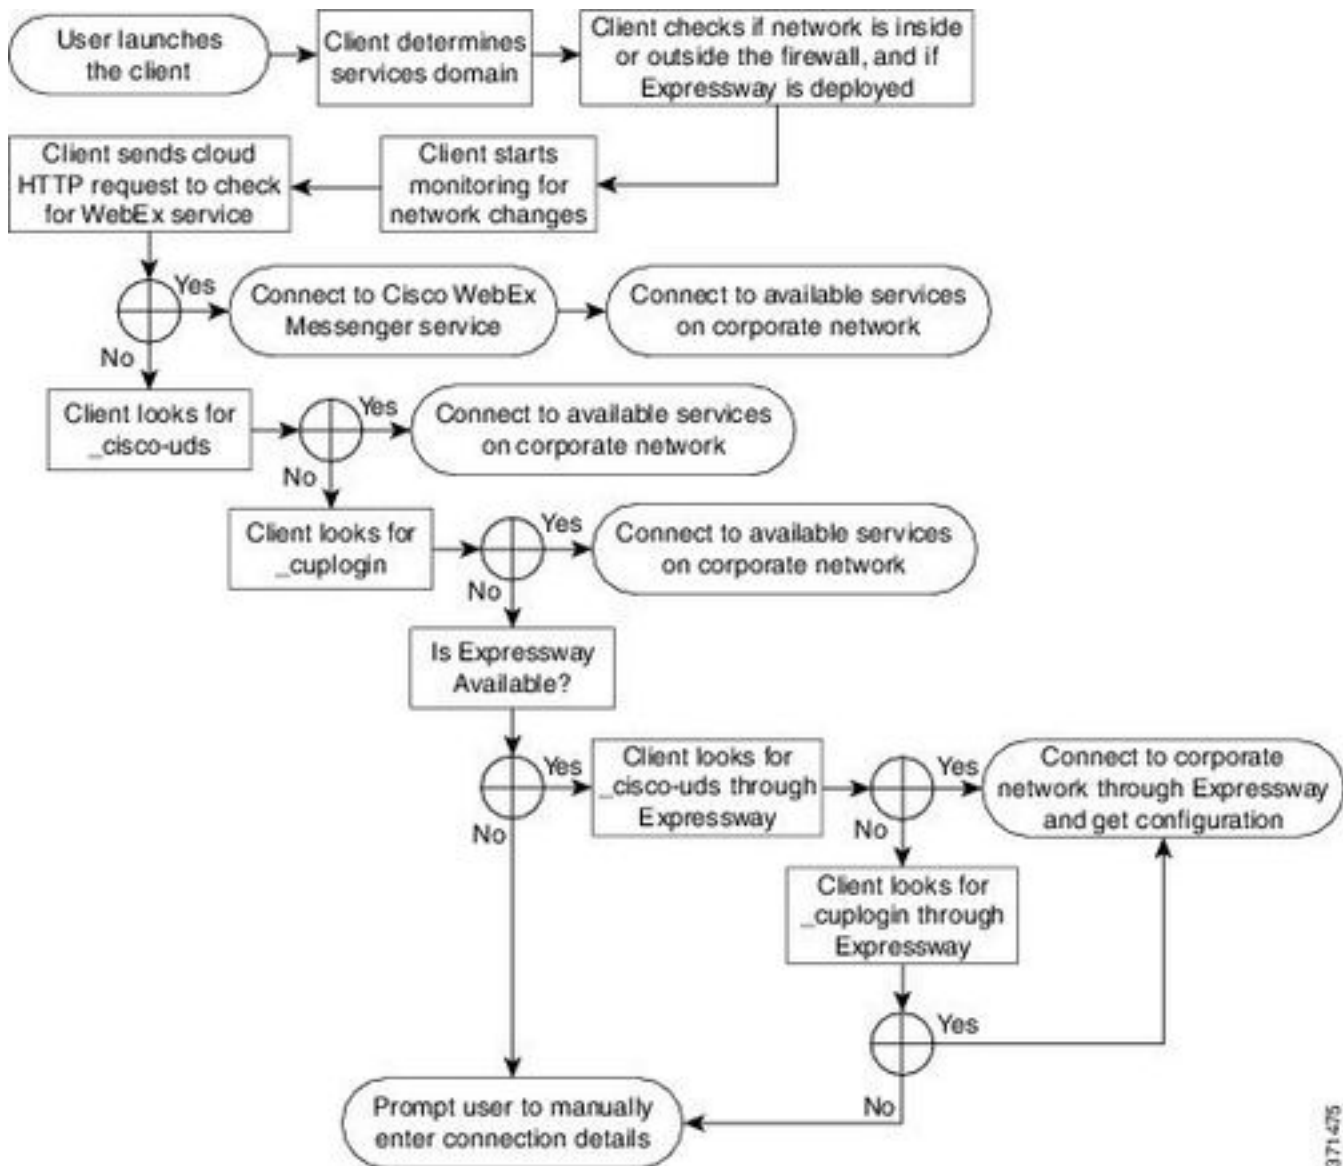 User launches
the client
Client determines
services domain
Client checks if network is inside
or outside the firewall, and if
Expressway is deployed
Client sends cloud
HTTP request to check
for WebEx service
Client starts
monitoring for
network changes
Yes
Connect to Cisco WebEx
Messenger service
Connect to available services
on corporate network
No
Client looks for
_cisco-uds
Yes
Connect to available services
on corporate network
No
Client looks for
_cuplogin
Yes
Connect to available services
on corporate network
No
Is Expressway
Available?
Yes
Client looks for
_cisco-uds through
Expressway
Yes
Connect to corporate
network through Expressway
and get configuration
No
No
Client looks for
_cuplogin through
Expressway
Yes
No
Prompt user to manually
enter connection details
371475